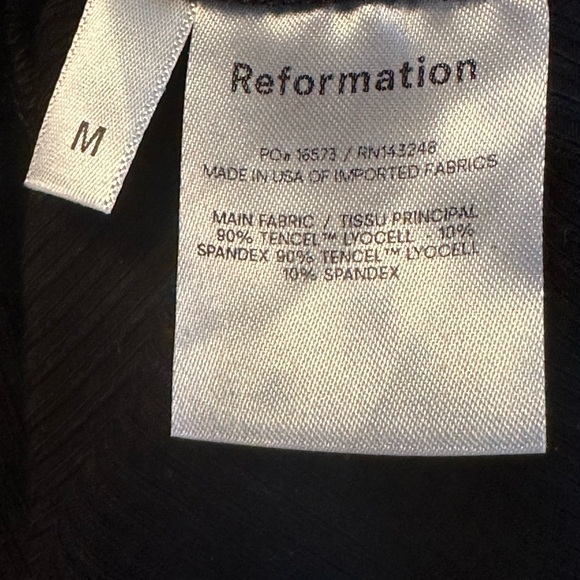 M
Reformation
PO# 16573 / RN143246
MADE IN USA OF IMPORTED FABRICS
MAIN FABRIC / TISSU PRINCIPAL
90% TENCEL™ LYOCELL - 10%
SPANDEX 90% TENCEL™ LYOCELL -
10% SPANDEX